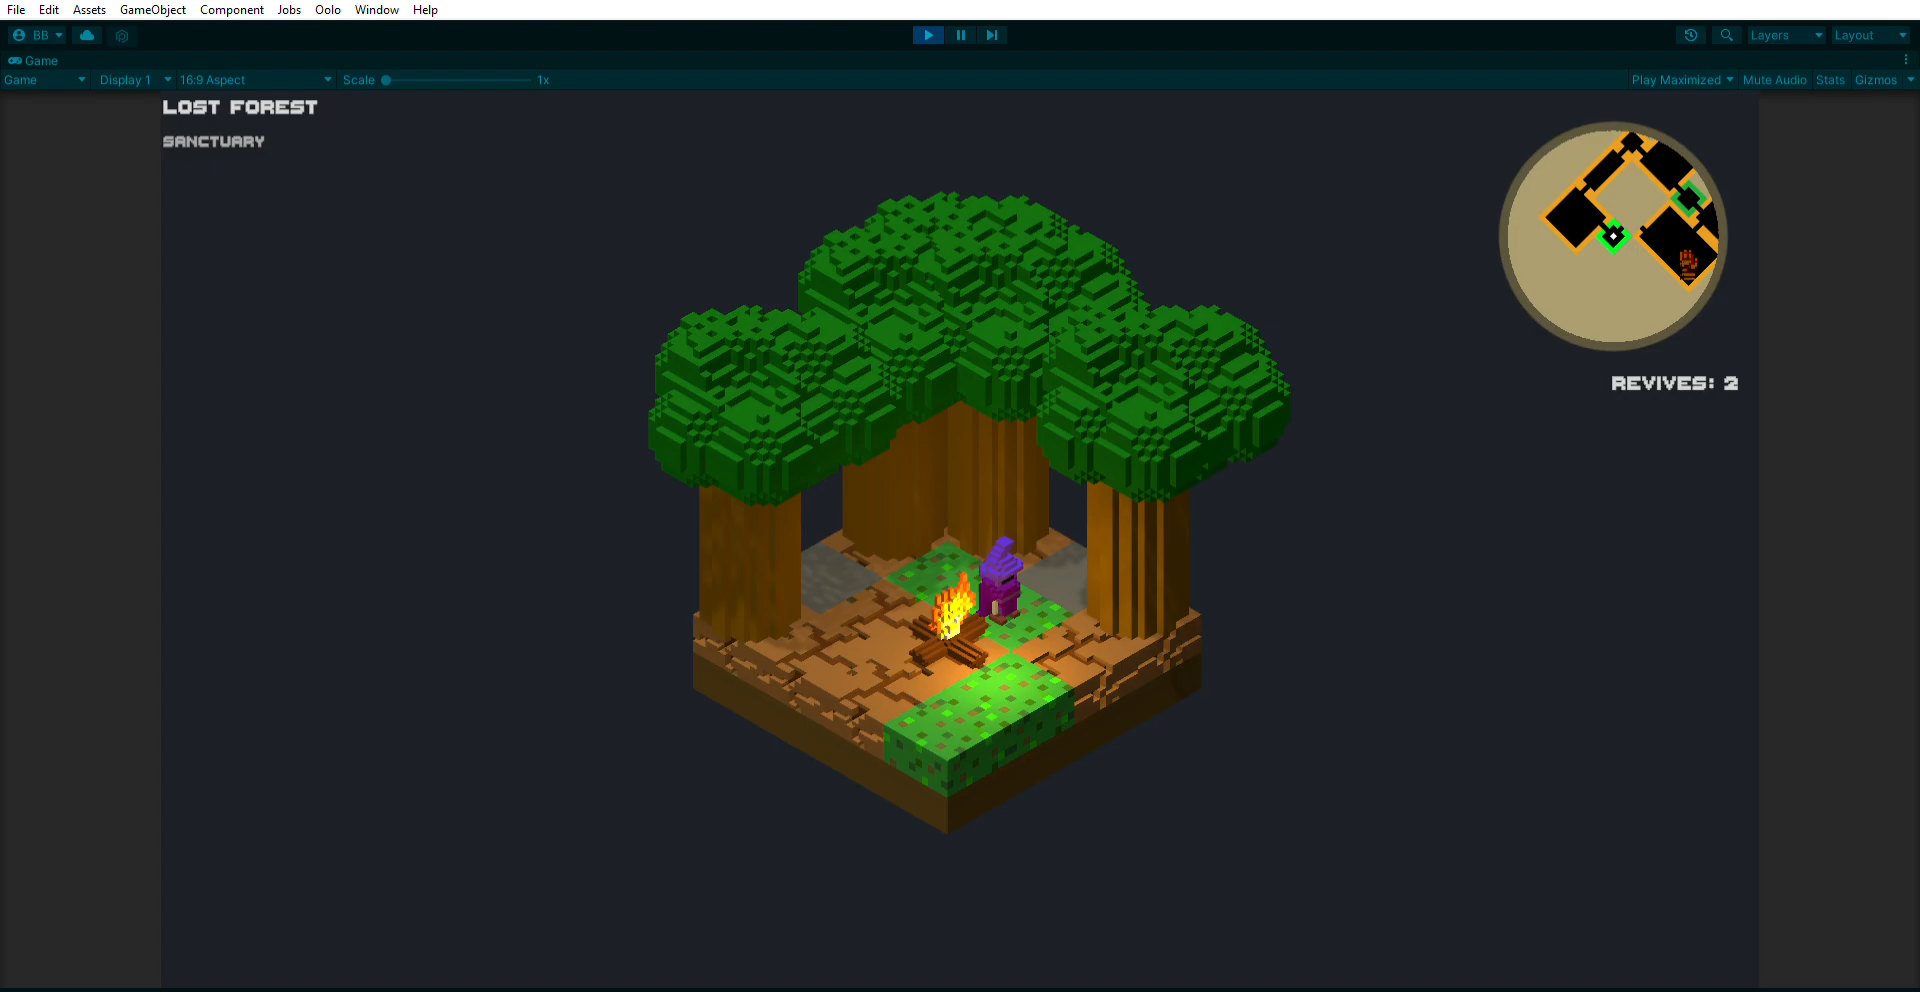 File Edit Assets GameObject Component Jobs Oolo Window Help
BB Layers Layout
Game
Game Display 1 16:9 Aspect Scale 1x Play Maximized Mute Audio Stats Gizmos
LOST FOREST
SANCTUARY
REVIVES: 2